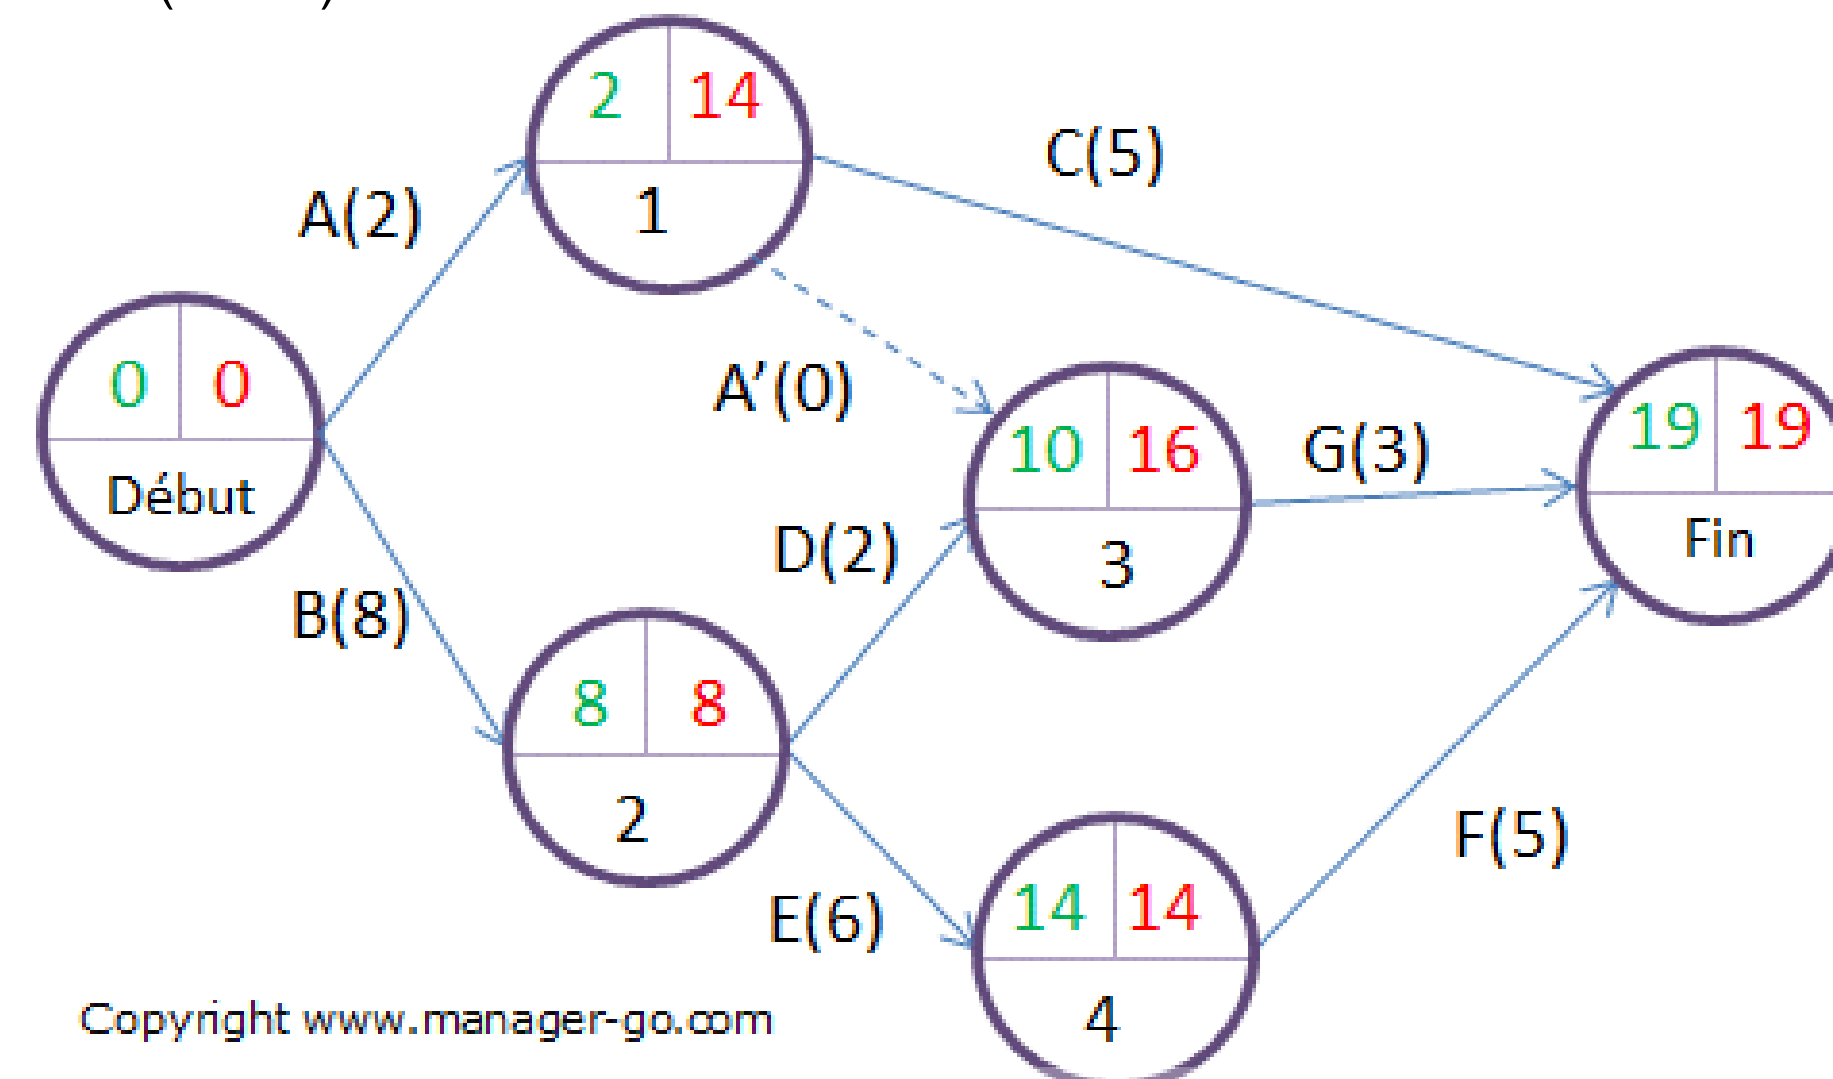 2 14
C(5)
A(2)
1
0 0
A’(0)
19 19
10 16
G(3)
Début
Fin
D(2)
3
B(8)
8 8
2
F(5)
E(6)
14 14
4
Copyright www.manager-go.com